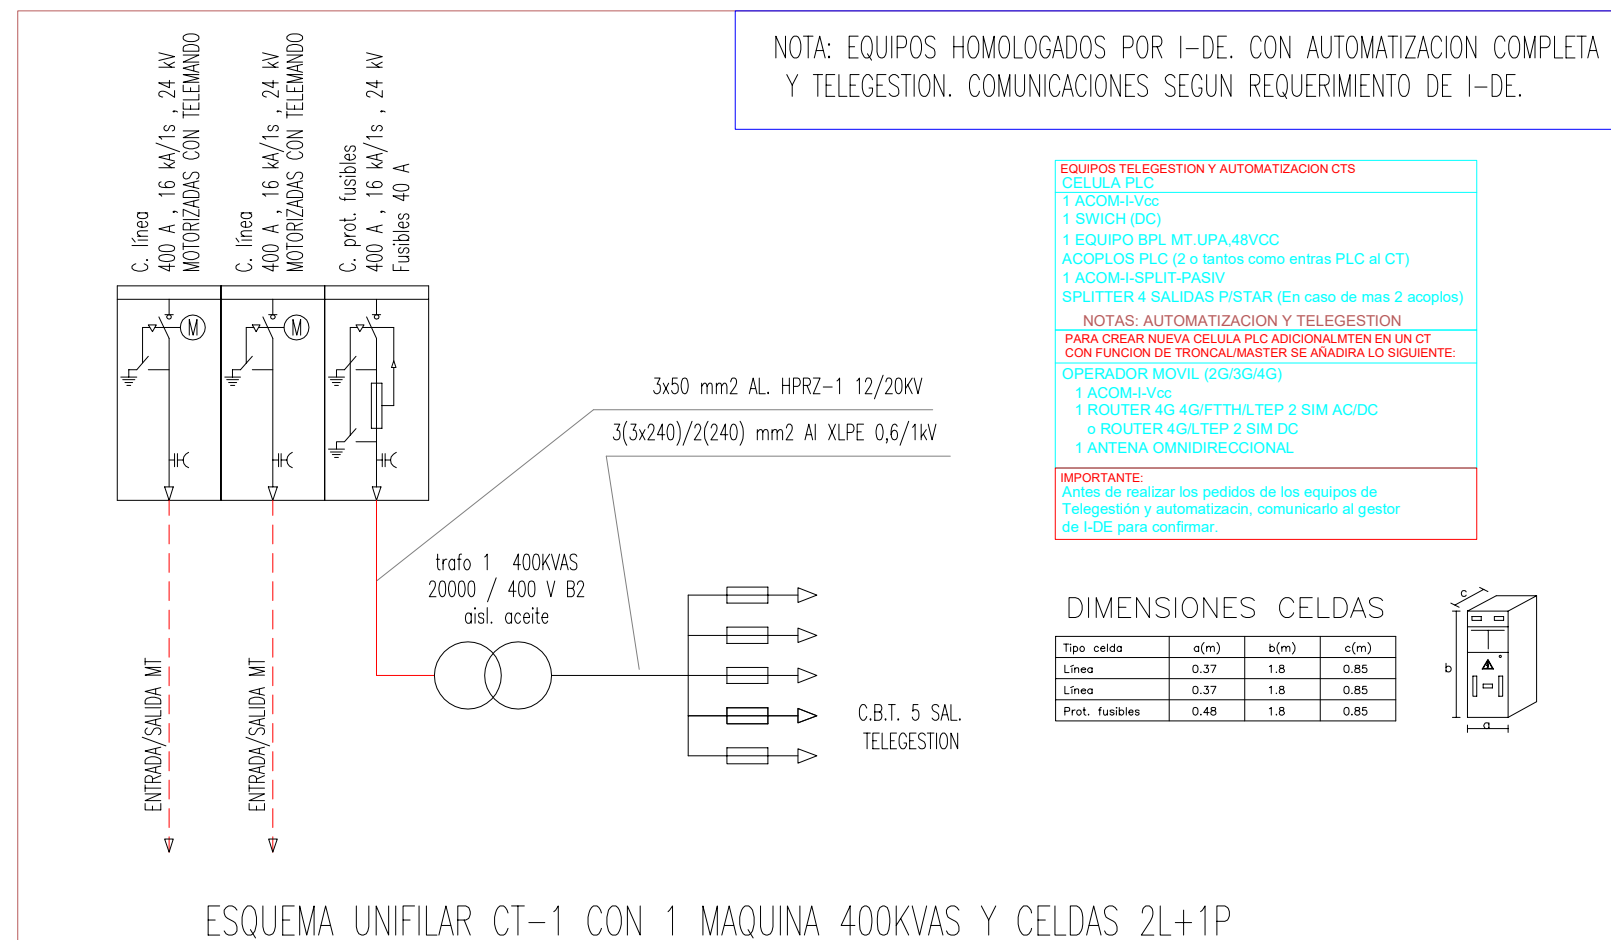 NOTA: EQUIPOS HOMOLOGADOS POR I-DE. CON AUTOMATIZACION COMPLETA
Y TELEGESTION. COMUNICACIONES SEGUN REQUERIMIENTO DE I-DE.
C. línea
400 A , 16 kA/1s , 24 kV
MOTORIZADAS CON TELEMANDO
C. línea
400 A , 16 kA/1s , 24 kV
MOTORIZADAS CON TELEMANDO
C. prot. fusibles
400 A , 16 kA/1s , 24 kV
Fusibles 40 A
M
M
EQUIPOS TELEGESTION Y AUTOMATIZACION CTS
CELULA PLC
1 ACOM-I-Vcc
1 SWICH (DC)
1 EQUIPO BPL MT.UPA,48VCC
ACOPLOS PLC (2 o tantos como entras PLC al CT)
1 ACOM-I-SPLIT-PASIV
SPLITTER 4 SALIDAS P/STAR (En caso de mas 2 acoplos)
NOTAS: AUTOMATIZACION Y TELEGESTION
PARA CREAR NUEVA CELULA PLC ADICIONALMTEN EN UN CT
CON FUNCION DE TRONCAL/MASTER SE AÑADIRA LO SIGUIENTE:
OPERADOR MOVIL (2G/3G/4G)
1 ACOM-I-Vcc
1 ROUTER 4G 4G/FTTH/LTEP 2 SIM AC/DC
o ROUTER 4G/LTEP 2 SIM DC
1 ANTENA OMNIDIRECCIONAL
IMPORTANTE:
Antes de realizar los pedidos de los equipos de
Telegestión y automatizacin, comunicarlo al gestor
de I-DE para confirmar.
3x50 mm2 AL. HPRZ-1 12/20KV
3(3x240)/2(240) mm2 Al XLPE 0,6/1kV
trafo 1 400KVAS
20000 / 400 V B2
aisl. aceite
ENTRADA/SALIDA MT
ENTRADA/SALIDA MT
C.B.T. 5 SAL.
TELEGESTION
DIMENSIONES CELDAS
Tipo celda a(m) b(m) c(m)
Línea 0.37 1.8 0.85
Línea 0.37 1.8 0.85
Prot. fusibles 0.48 1.8 0.85
c
b
a
ESQUEMA UNIFILAR CT-1 CON 1 MAQUINA 400KVAS Y CELDAS 2L+1P